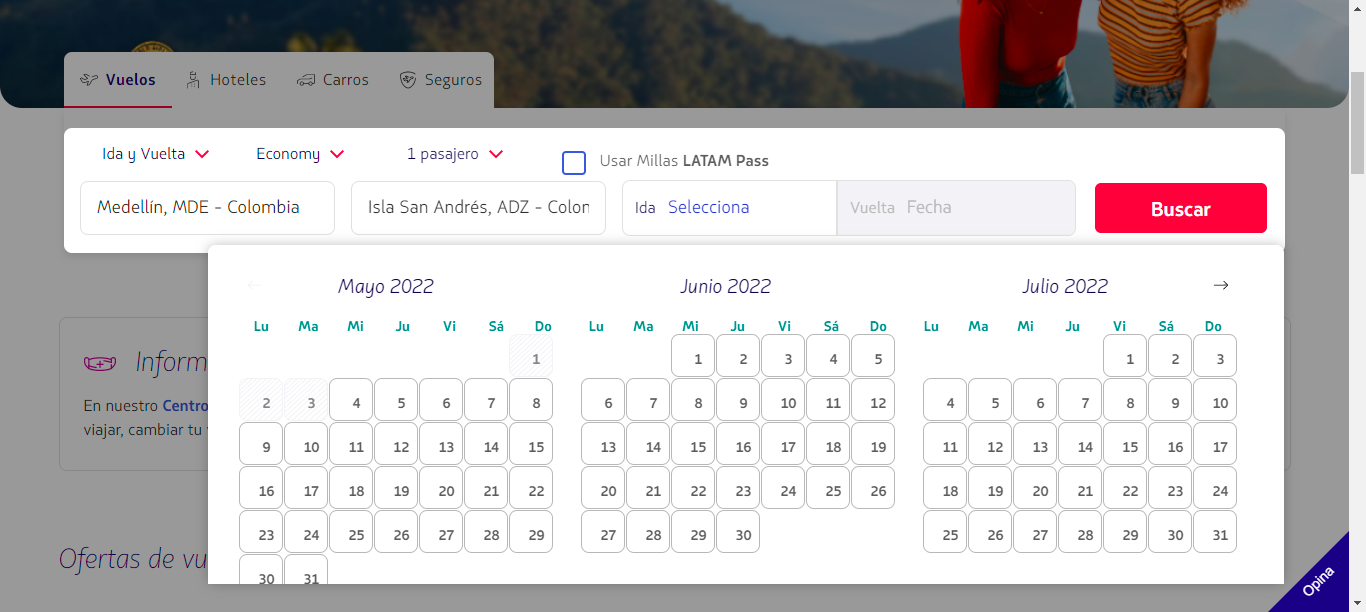 Vuelos Hoteles Carros Seguros
Ida y Vuelta Economy 1 pasajero Usar Millas LATAM Pass
Medellín, MDE - Colombia Isla San Andrés, ADZ - Colon Ida Selecciona Vuelta Fecha Buscar
Mayo 2022 Junio 2022 Julio 2022
Lu Ma Mi Ju Vi Sá Do Lu Ma Mi Ju Vi Sá Do Lu Ma Mi Ju Vi Sá Do
1 1 2 3 4 5 1 2 3
Inform
2 3 4 5 6 7 8 6 7 8 9 10 11 12 4 5 6 7 8 9 10
En nuestro Centro
viajar, cambiar tu
9 10 11 12 13 14 15 13 14 15 16 17 18 19 11 12 13 14 15 16 17
16 17 18 19 20 21 22 20 21 22 23 24 25 26 18 19 20 21 22 23 24
23 24 25 26 27 28 29 27 28 29 30 25 26 27 28 29 30 31
Ofertas de vu
30 31
Opina